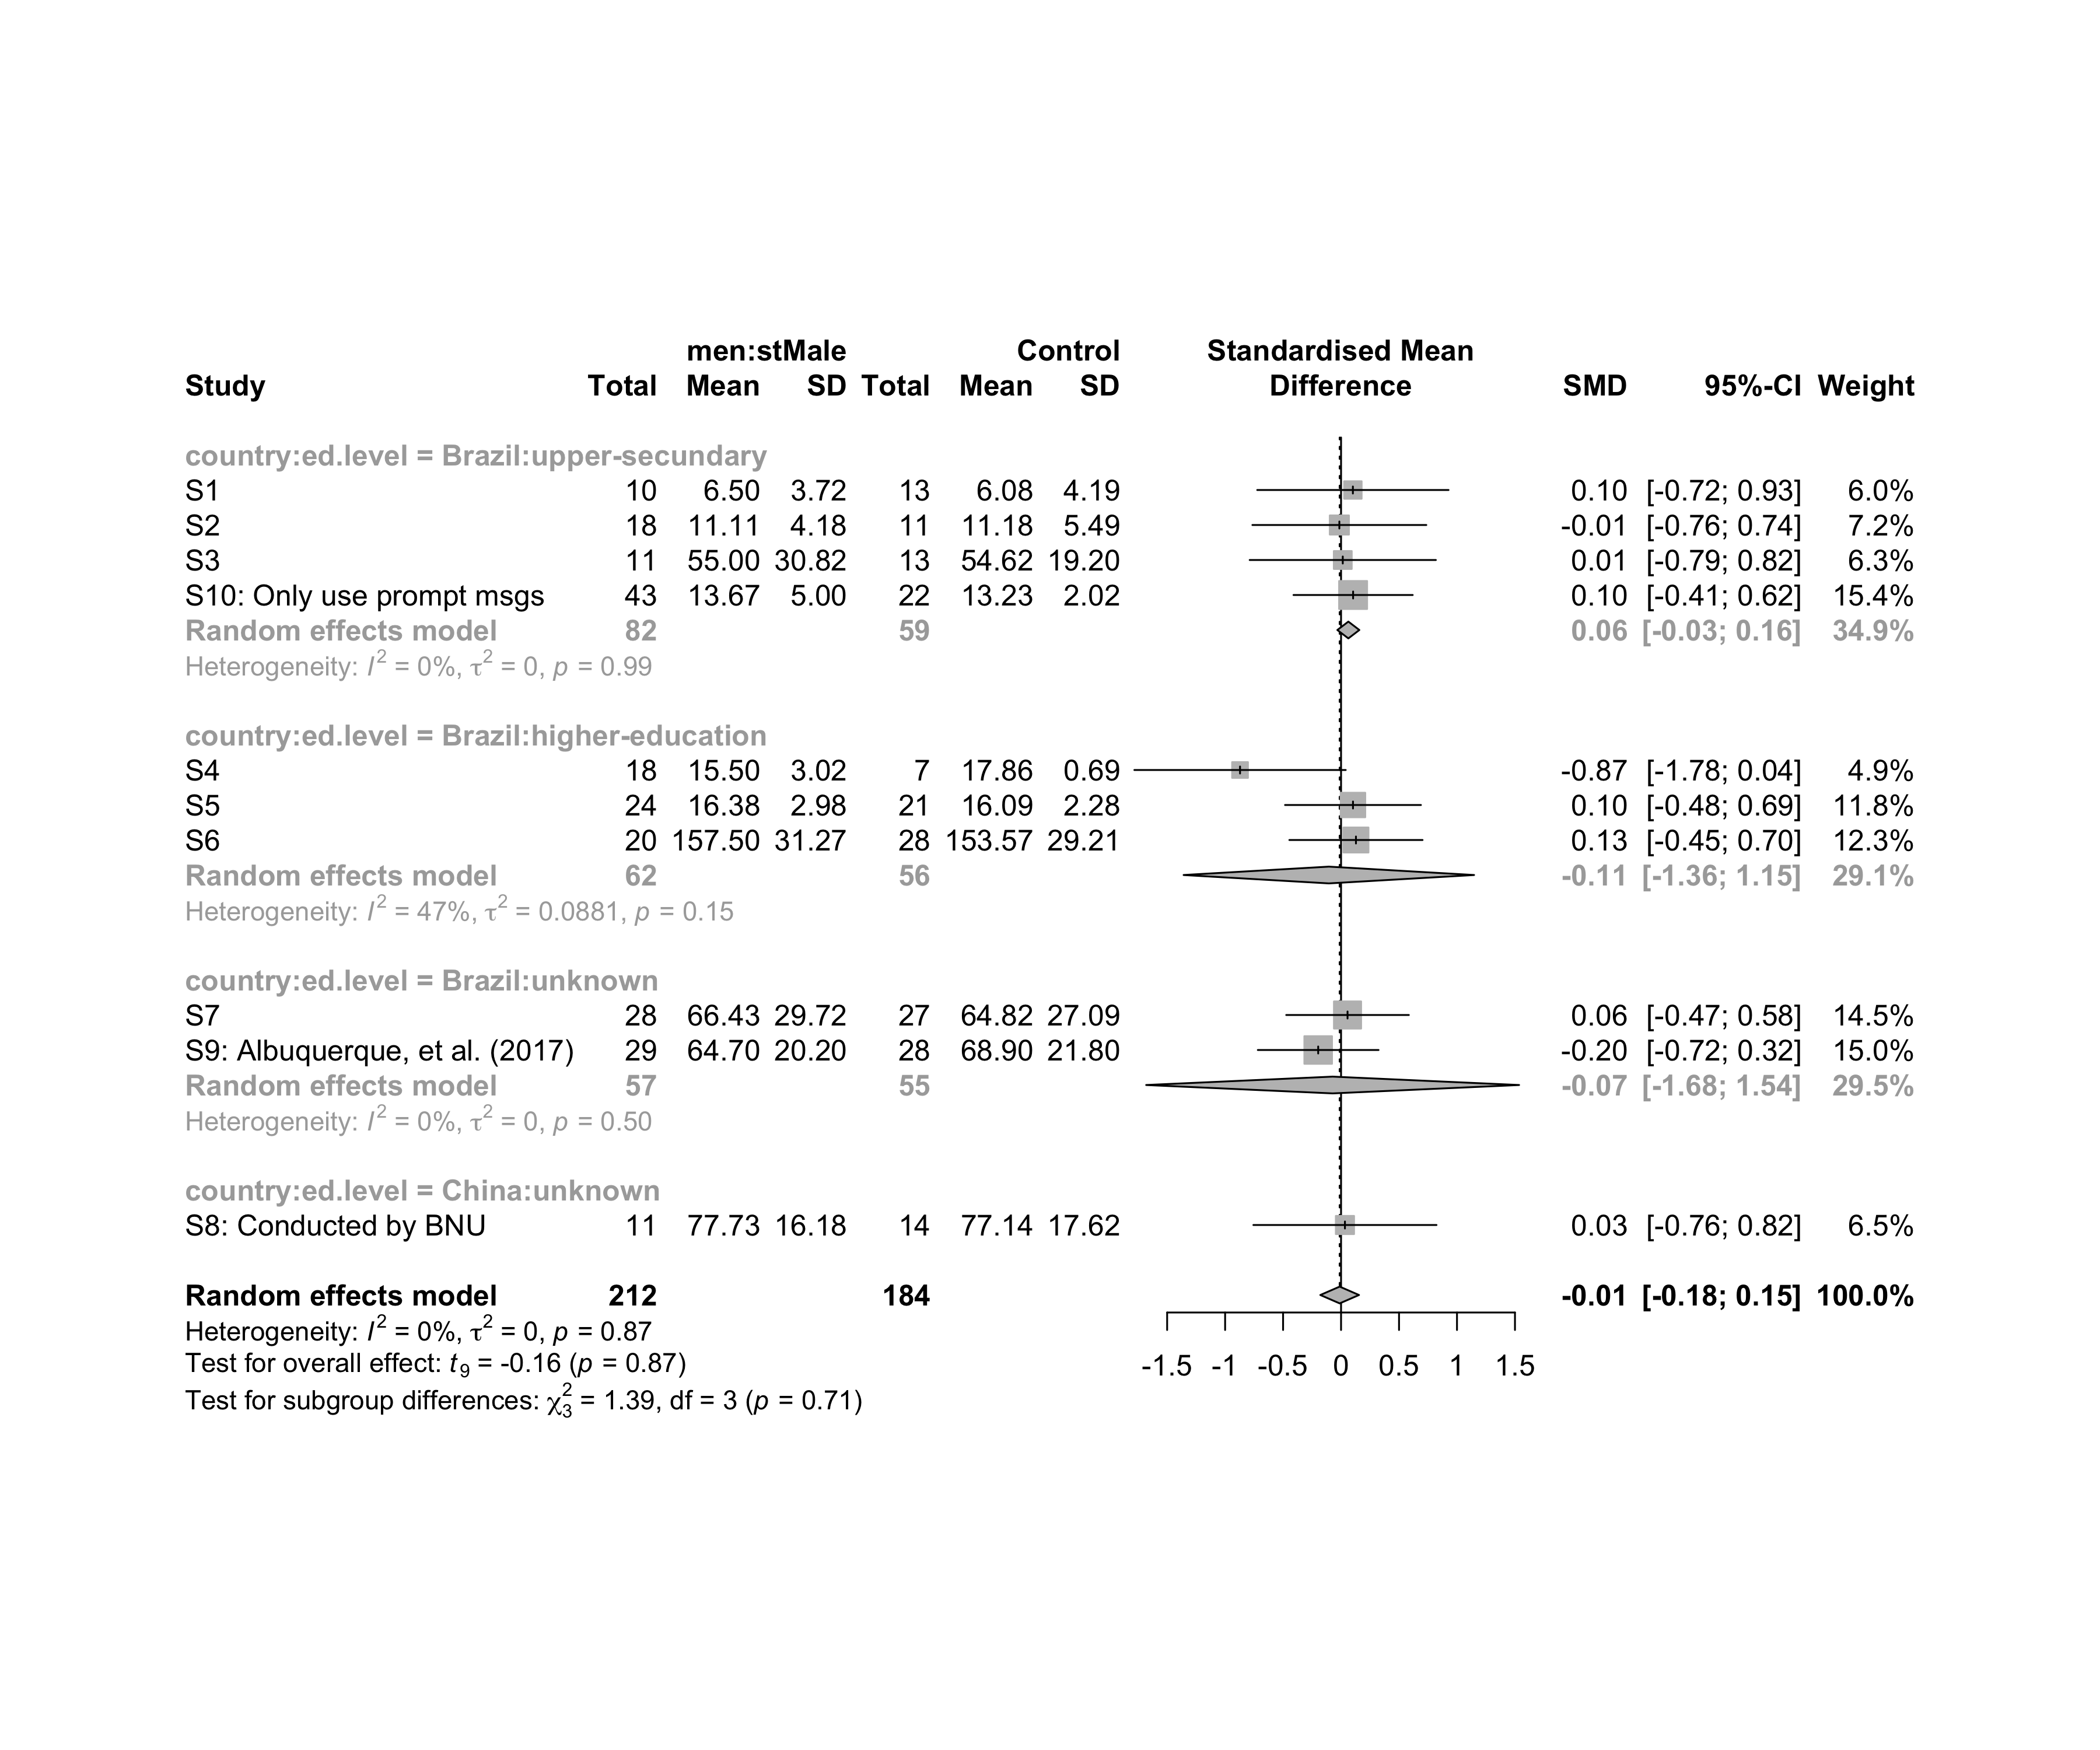 men:stMale Control Standardised Mean
Study Total Mean SD Total Mean SD Difference SMD 95%-CI Weight
country:ed.level = Brazil:upper-secundary
S1 10 6.50 3.72 13 6.08 4.19 0.10 [-0.72; 0.93] 6.0%
S2 18 11.11 4.18 11 11.18 5.49 -0.01 [-0.76; 0.74] 7.2%
S3 11 55.00 30.82 13 54.62 19.20 0.01 [-0.79; 0.82] 6.3%
S10: Only use prompt msgs 43 13.67 5.00 22 13.23 2.02 0.10 [-0.41; 0.62] 15.4%
Random effects model 82 59 0.06 [-0.03; 0.16] 34.9%
Heterogeneity: I² = 0%, τ² = 0, p = 0.99
country:ed.level = Brazil:higher-education
S4 18 15.50 3.02 7 17.86 0.69 -0.87 [-1.78; 0.04] 4.9%
S5 24 16.38 2.98 21 16.09 2.28 0.10 [-0.48; 0.69] 11.8%
S6 20 157.50 31.27 28 153.57 29.21 0.13 [-0.45; 0.70] 12.3%
Random effects model 62 56 -0.11 [-1.36; 1.15] 29.1%
Heterogeneity: I² = 47%, τ² = 0.0881, p = 0.15
country:ed.level = Brazil:unknown
S7 28 66.43 29.72 27 64.82 27.09 0.06 [-0.47; 0.58] 14.5%
S9: Albuquerque, et al. (2017) 29 64.70 20.20 28 68.90 21.80 -0.20 [-0.72; 0.32] 15.0%
Random effects model 57 55 -0.07 [-1.68; 1.54] 29.5%
Heterogeneity: I² = 0%, τ² = 0, p = 0.50
country:ed.level = China:unknown
S8: Conducted by BNU 11 77.73 16.18 14 77.14 17.62 0.03 [-0.76; 0.82] 6.5%
Random effects model 212 184 -0.01 [-0.18; 0.15] 100.0%
Heterogeneity: I² = 0%, τ² = 0, p = 0.87
Test for overall effect: t₉ = -0.16 (p = 0.87)
-1.5 -1 -0.5 0 0.5 1 1.5
Test for subgroup differences: χ²₃ = 1.39, df = 3 (p = 0.71)